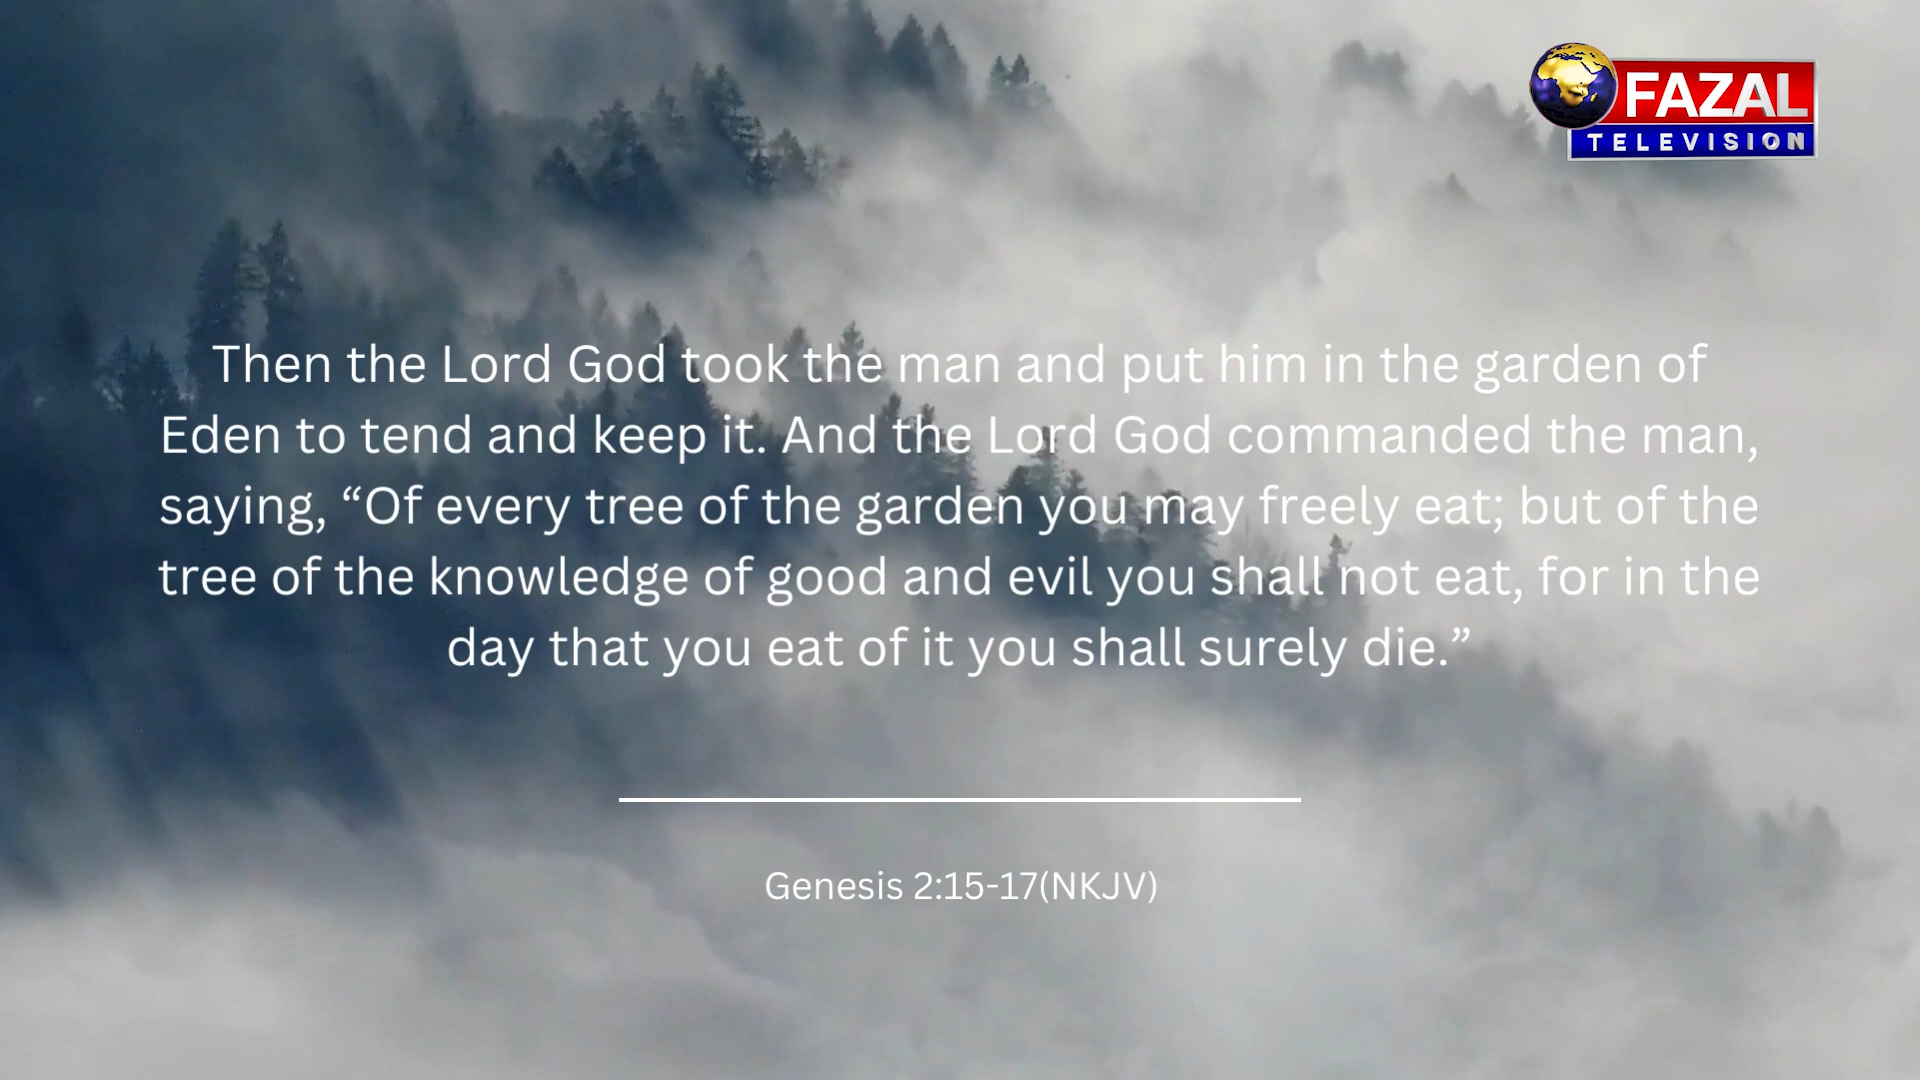 FAZAL
TELEVISION
Then the Lord God took the man and put him in the garden of
Eden to tend and keep it. And the Lord God commanded the man,
saying, “Of every tree of the garden you may freely eat; but of the
tree of the knowledge of good and evil you shall not eat, for in the
day that you eat of it you shall surely die.”
Genesis 2:15-17(NKJV)